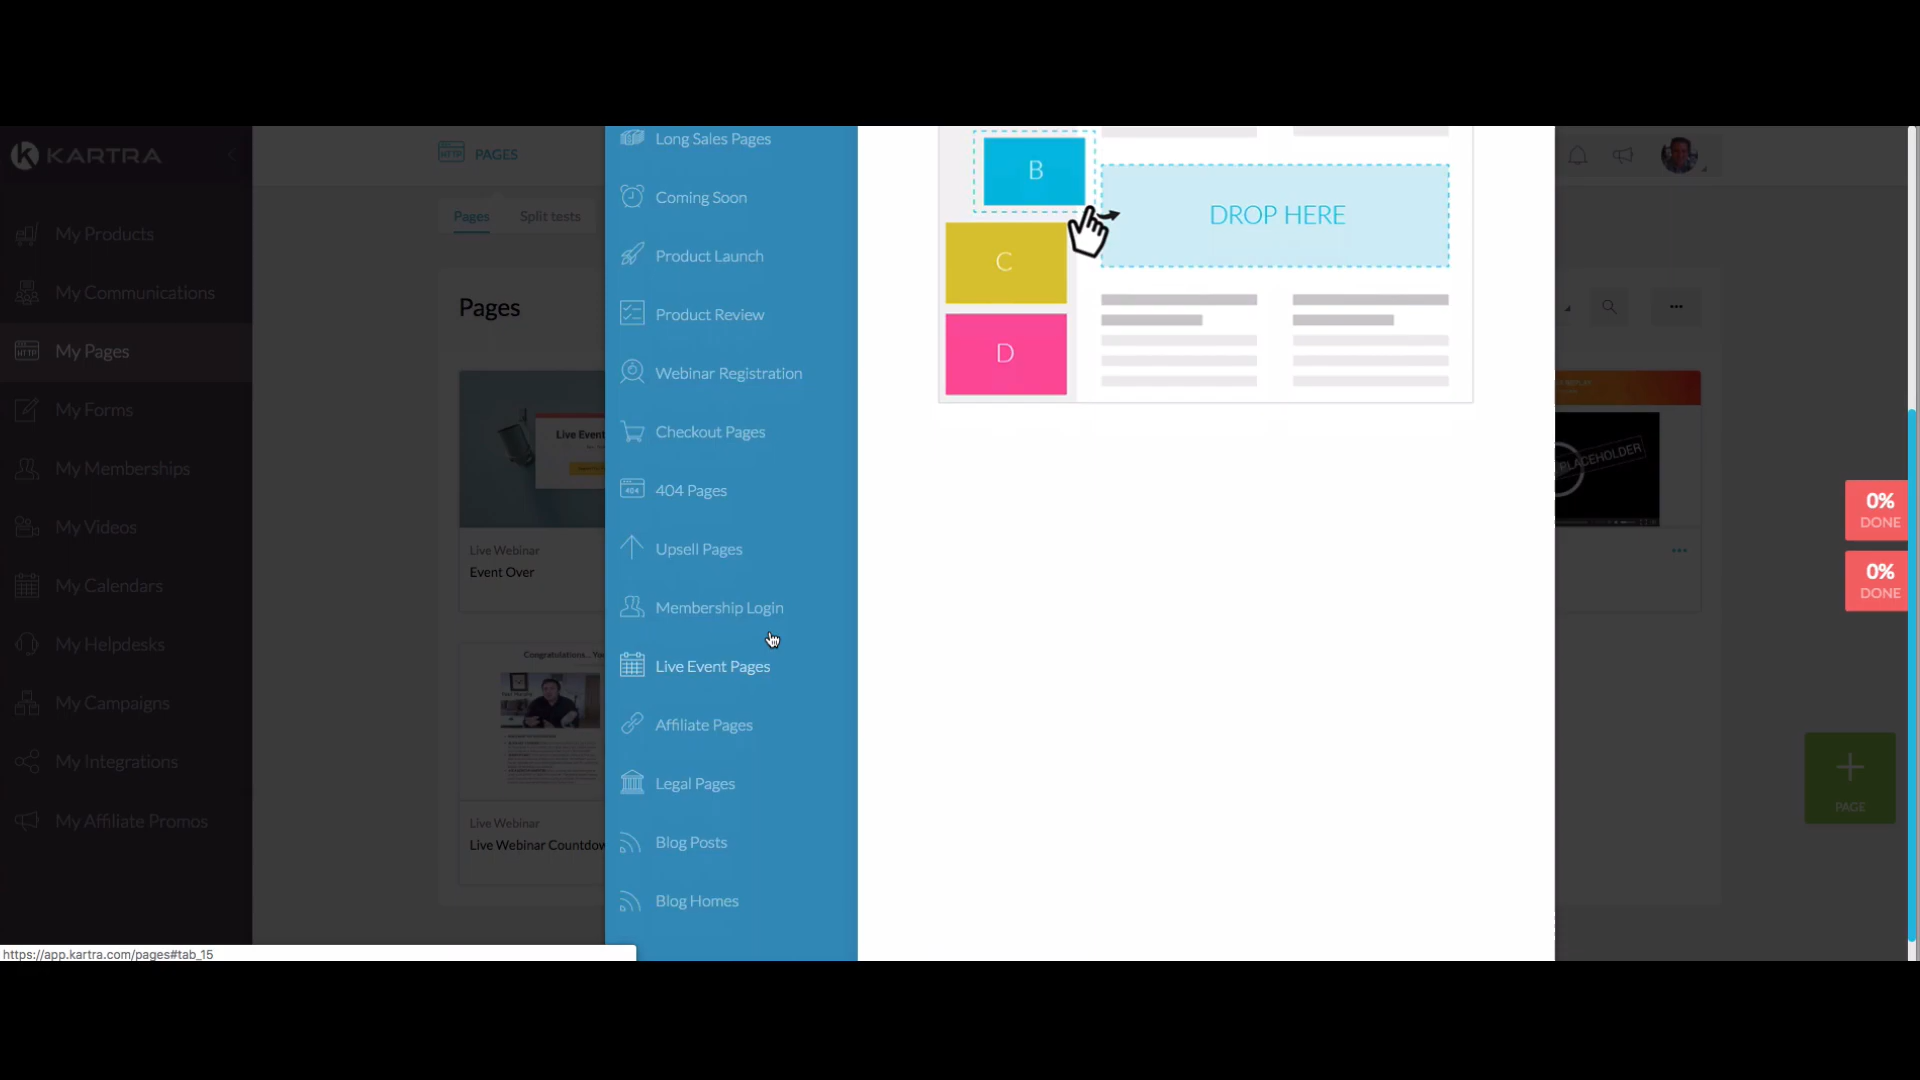 KARTRA
My Products
My Communications
My Pages
My Forms
My Memberships
My Videos
My Calendars
My Helpdesks
My Campaigns
My Integrations
My Affiliate Promos
HTTP PAGES
Pages
Split tests
Pages
Live Event
Live Webinar
Event Over
Congratulations... You
Live Webinar
Live Webinar Countdow
Long Sales Pages
Coming Soon
Product Launch
Product Review
Webinar Registration
Checkout Pages
404 Pages
Upsell Pages
Membership Login
Live Event Pages
Affiliate Pages
Legal Pages
Blog Posts
Blog Homes
B
C
D
DROP HERE
PLACEHOLDER
0%
DONE
0%
DONE
PAGE
https://app.kartra.com/pages#tab_15